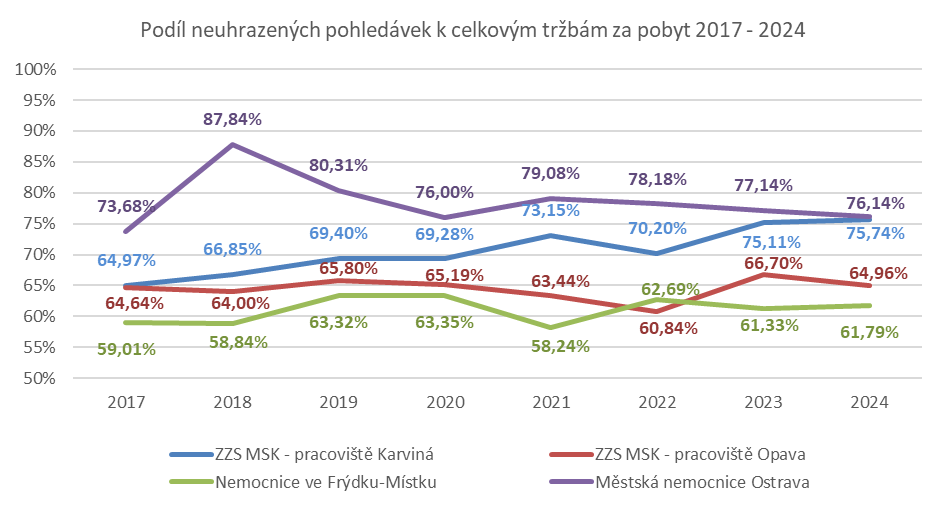 Podíl neuhrazených pohledávek k celkovým tržbám za pobyt 2017 - 2024
100%
95%
90%
85%
80%
75%
70%
65%
60%
55%
50%
73,68% 87,84% 80,31% 76,00% 79,08% 78,18% 77,14% 76,14%
64,97% 66,85% 69,40% 69,28% 73,15% 70,20% 75,11% 75,74%
64,64% 64,00% 65,80% 65,19% 63,44% 60,84% 66,70% 64,96%
59,01% 58,84% 63,32% 63,35% 58,24% 62,69% 61,33% 61,79%
2017 2018 2019 2020 2021 2022 2023 2024
ZZS MSK - pracoviště Karviná ZZS MSK - pracoviště Opava
Nemocnice ve Frýdku-Místku Městská nemocnice Ostrava